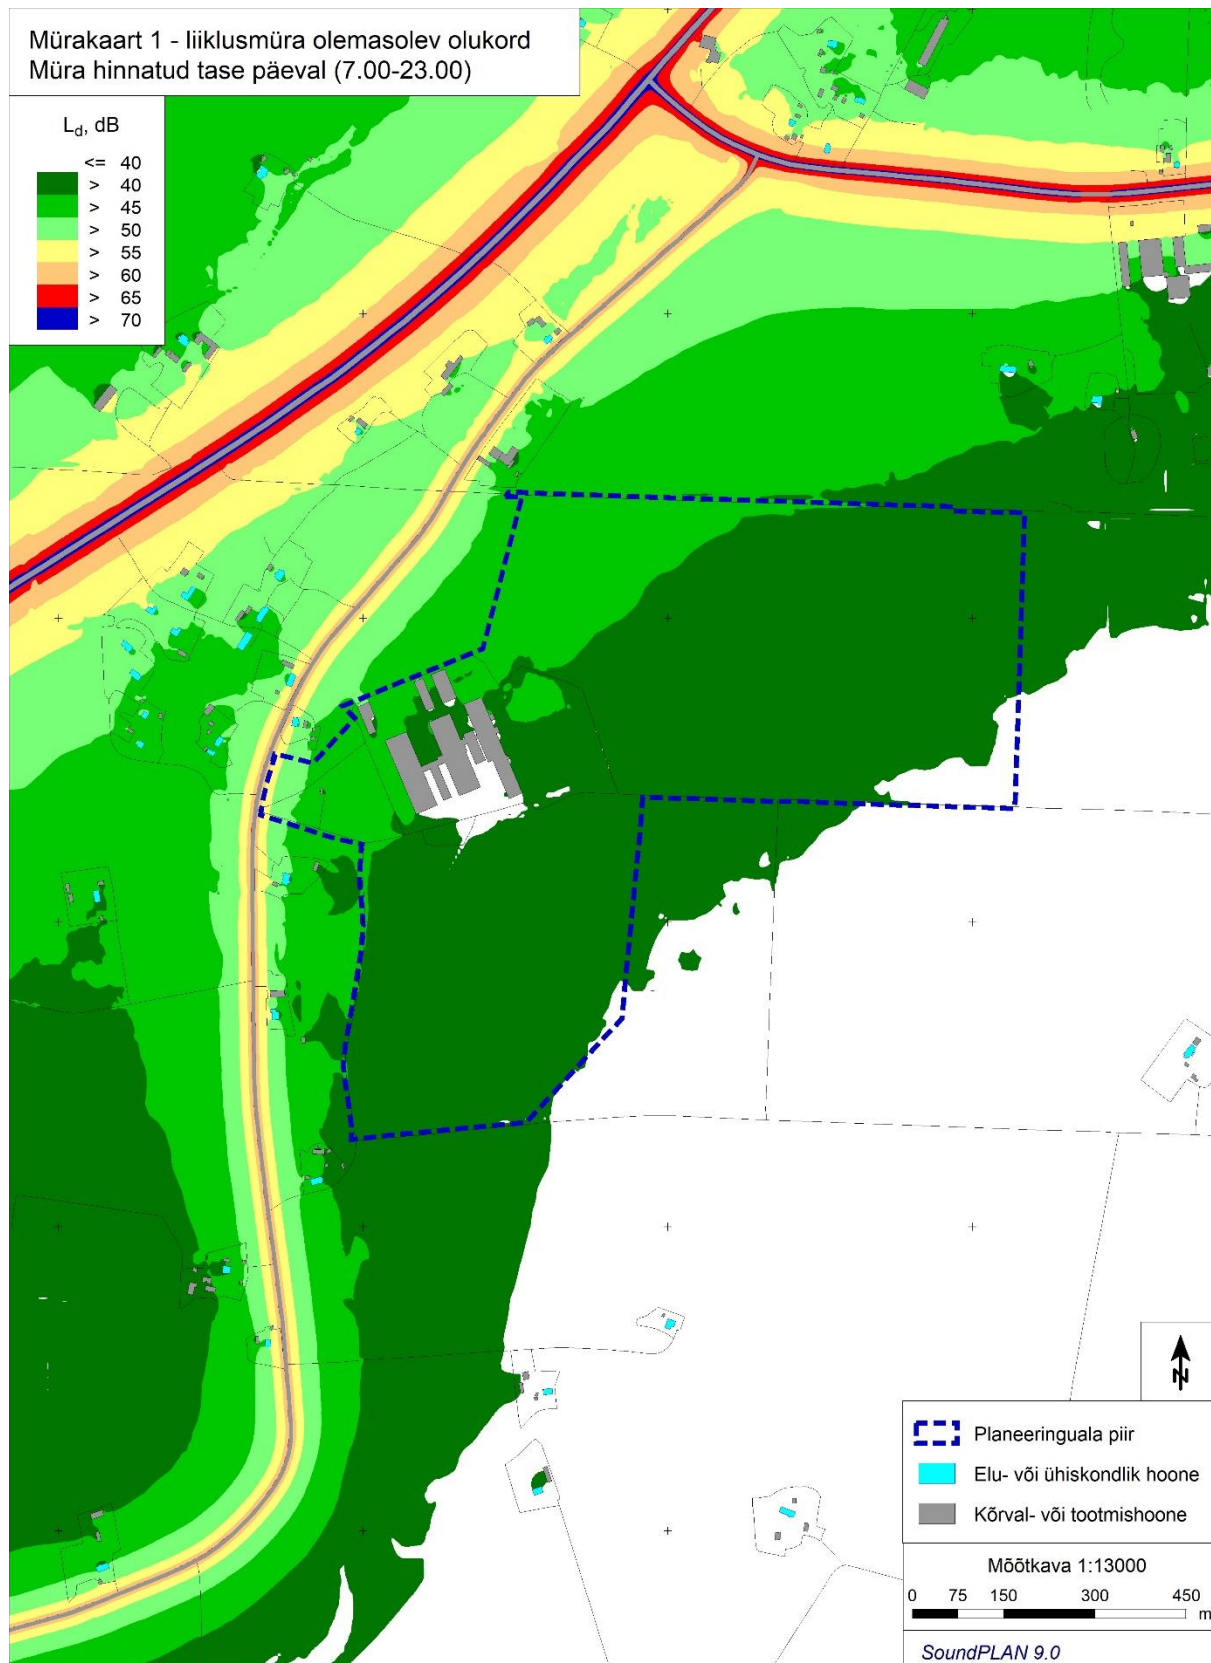 Mürakaart 1 - liiklusmüra olemasolev olukord
Müra hinnatud tase päeval (7.00-23.00)
Ld, dB
<= 40
> 40
> 45
> 50
> 55
> 60
> 65
> 70
N
Planeeringuala piir
Elu- või ühiskondlik hoone
Kõrval- või tootmishoone
Mõõtkava 1:13000
0 75 150 300 450
m
SoundPLAN 9.0